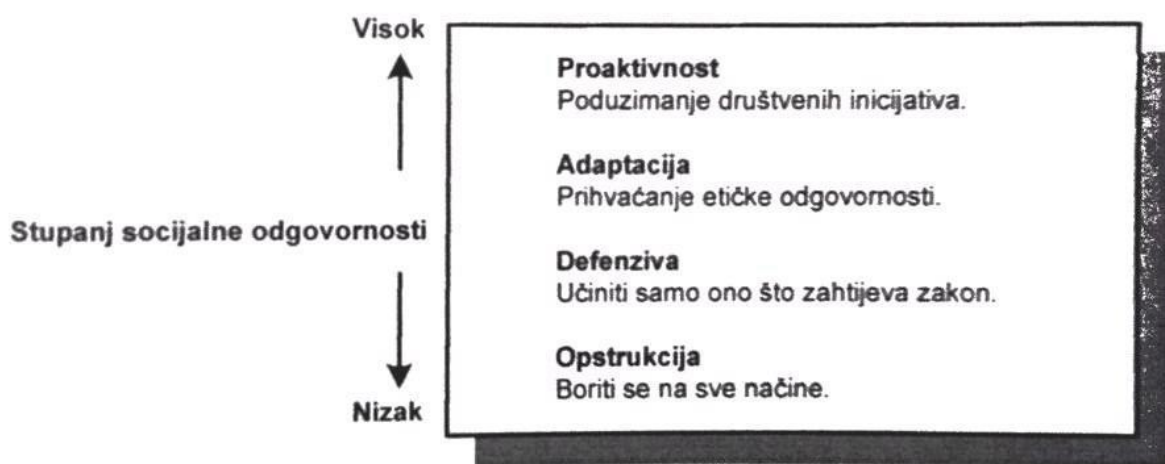 Visok
Proaktivnost
Poduzimanje društvenih inicijativa.
Adaptacija
Prihvaćanje etičke odgovornosti.
Stupanj socijalne odgovornosti
Defenziva
Učiniti samo ono što zahtijeva zakon.
Opstrukcija
Boriti se na sve načine.
Nizak